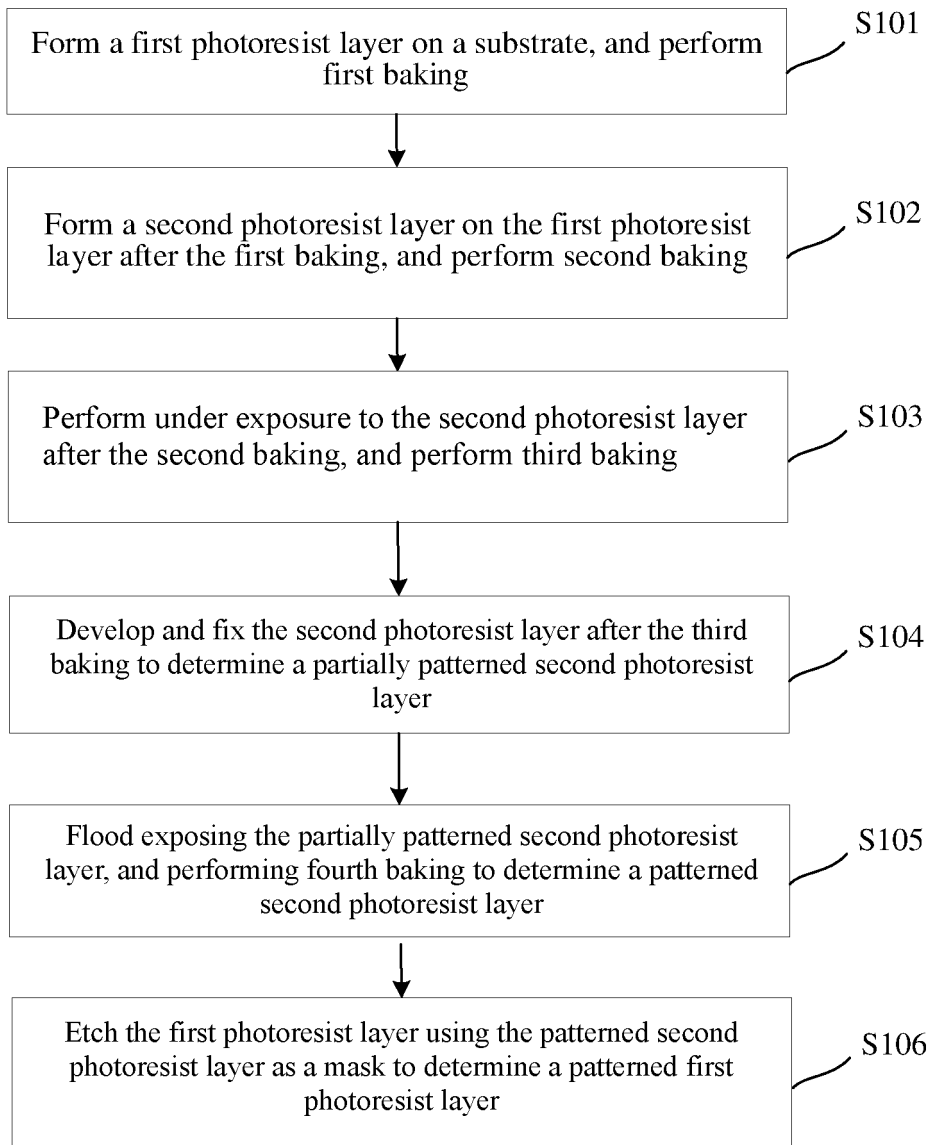 Form a first photoresist layer on a substrate, and perform
first baking
S101
Form a second photoresist layer on the first photoresist
layer after the first baking, and perform second baking
S102
Perform under exposure to the second photoresist layer
after the second baking, and perform third baking
S103
Develop and fix the second photoresist layer after the third
baking to determine a partially patterned second photoresist
layer
S104
Flood exposing the partially patterned second photoresist
layer, and performing fourth baking to determine a patterned
second photoresist layer
S105
Etch the first photoresist layer using the patterned second
photoresist layer as a mask to determine a patterned first
photoresist layer
S106